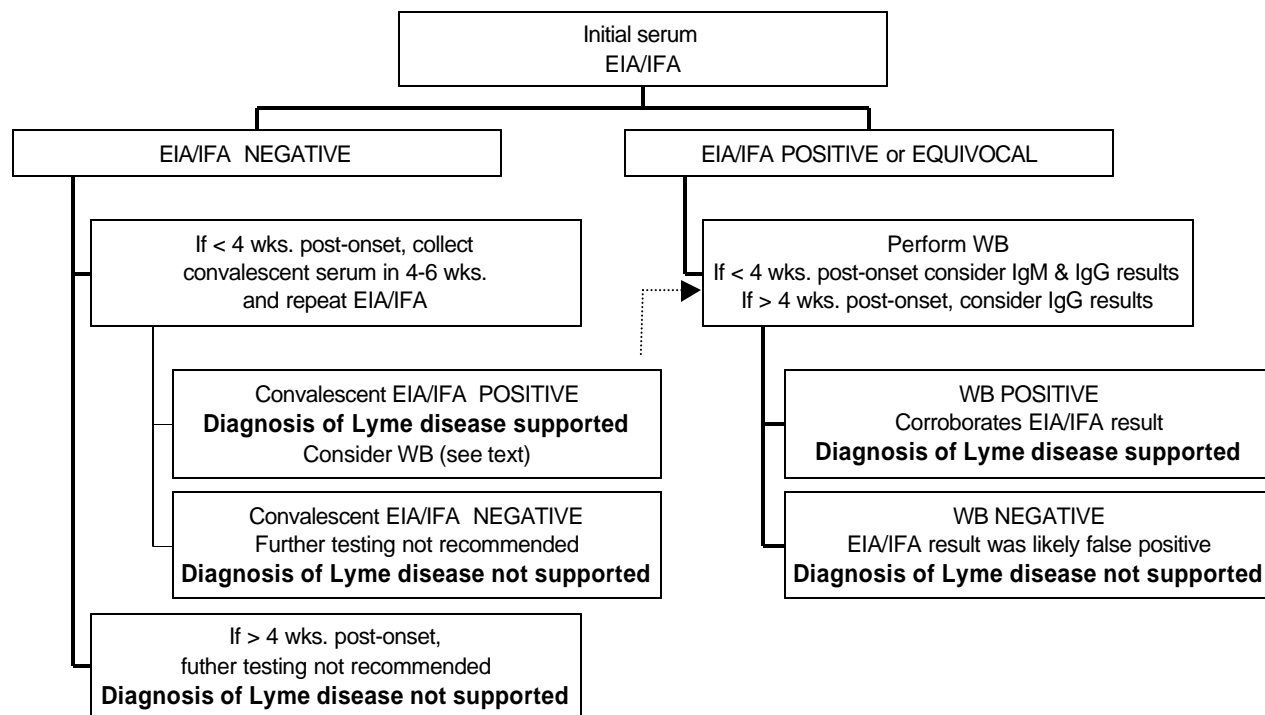 Initial serum
EIA/IFA
EIA/IFA NEGATIVE
EIA/IFA POSITIVE or EQUIVOCAL
If < 4 wks. post-onset, collect
convalescent serum in 4-6 wks.
and repeat EIA/IFA
Perform WB
If < 4 wks. post-onset consider IgM & IgG results
If > 4 wks. post-onset, consider IgG results
Convalescent EIA/IFA POSITIVE
Diagnosis of Lyme disease supported
Consider WB (see text)
WB POSITIVE
Corroborates EIA/IFA result
Diagnosis of Lyme disease supported
Convalescent EIA/IFA NEGATIVE
Further testing not recommended
Diagnosis of Lyme disease not supported
WB NEGATIVE
EIA/IFA result was likely false positive
Diagnosis of Lyme disease not supported
If > 4 wks. post-onset,
futher testing not recommended
Diagnosis of Lyme disease not supported